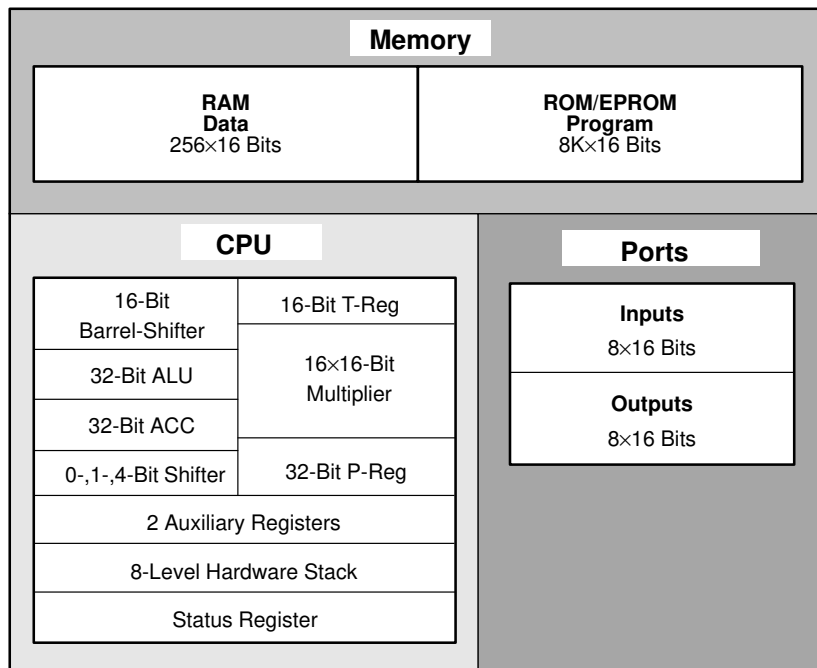 Memory
RAM
Data
256×16 Bits
ROM/EPROM
Program
8K×16 Bits
CPU
16-Bit
Barrel-Shifter
32-Bit ALU
32-Bit ACC
0-,1-,4-Bit Shifter
16-Bit T-Reg
16×16-Bit
Multiplier
32-Bit P-Reg
2 Auxiliary Registers
8-Level Hardware Stack
Status Register
Ports
Inputs
8×16 Bits
Outputs
8×16 Bits